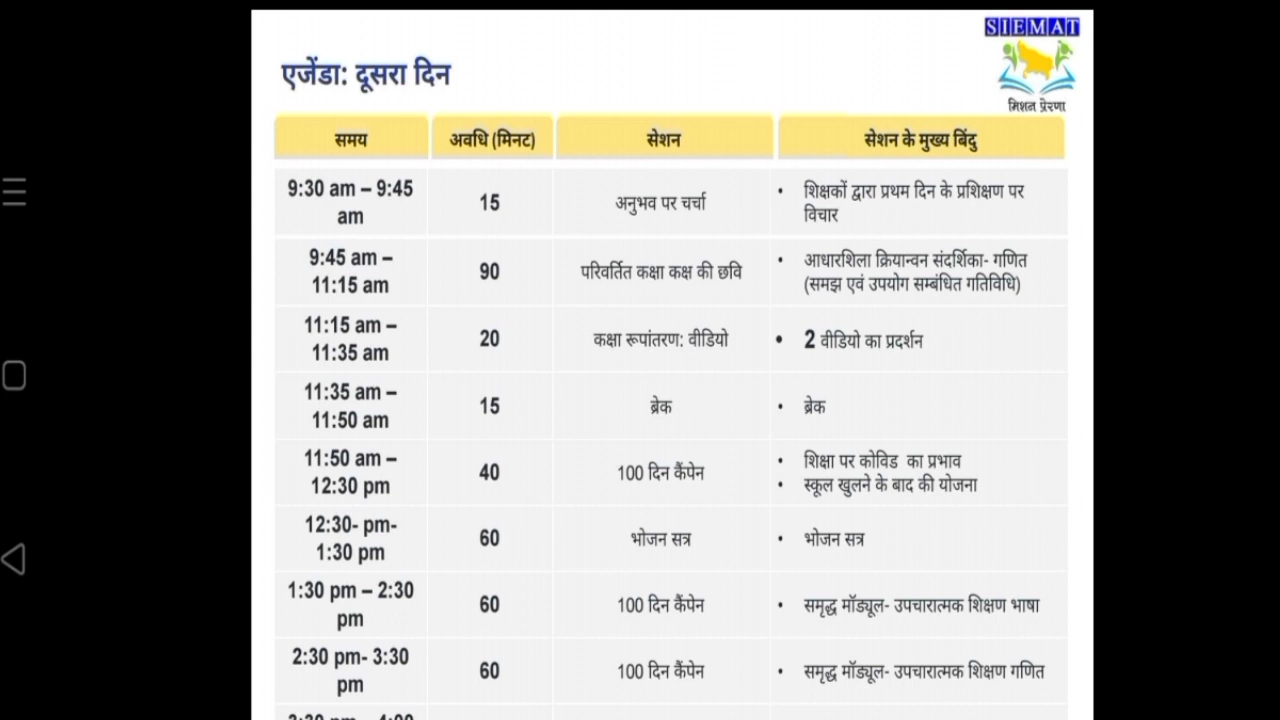 SIEMAT
मिशन प्रेरणा
एजेंडा: दूसरा दिन
समय अवधि (मिनट) सेशन सेशन के मुख्य बिंदु
9:30 am – 9:45
am
15
अनुभव पर चर्चा
• शिक्षकों द्वारा प्रथम दिन के प्रशिक्षण पर
विचार
9:45 am –
11:15 am
90
परिवर्तित कक्षा कक्ष की छवि
• आधारशिला क्रियान्वन संदर्शिका- गणित
(समझ एवं उपयोग सम्बंधित गतिविधि)
11:15 am –
11:35 am
20
कक्षा रूपांतरण: वीडियो
• 2 वीडियो का प्रदर्शन
11:35 am –
11:50 am
15
ब्रेक
• ब्रेक
11:50 am –
12:30 pm
40
100 दिन कैंपेन
• शिक्षा पर कोविड का प्रभाव
• स्कूल खुलने के बाद की योजना
12:30- pm-
1:30 pm
60
भोजन सत्र
• भोजन सत्र
1:30 pm – 2:30
pm
60
100 दिन कैंपेन
• समृद्ध मॉड्यूल- उपचारात्मक शिक्षण भाषा
2:30 pm- 3:30
pm
60
100 दिन कैंपेन
• समृद्ध मॉड्यूल- उपचारात्मक शिक्षण गणित